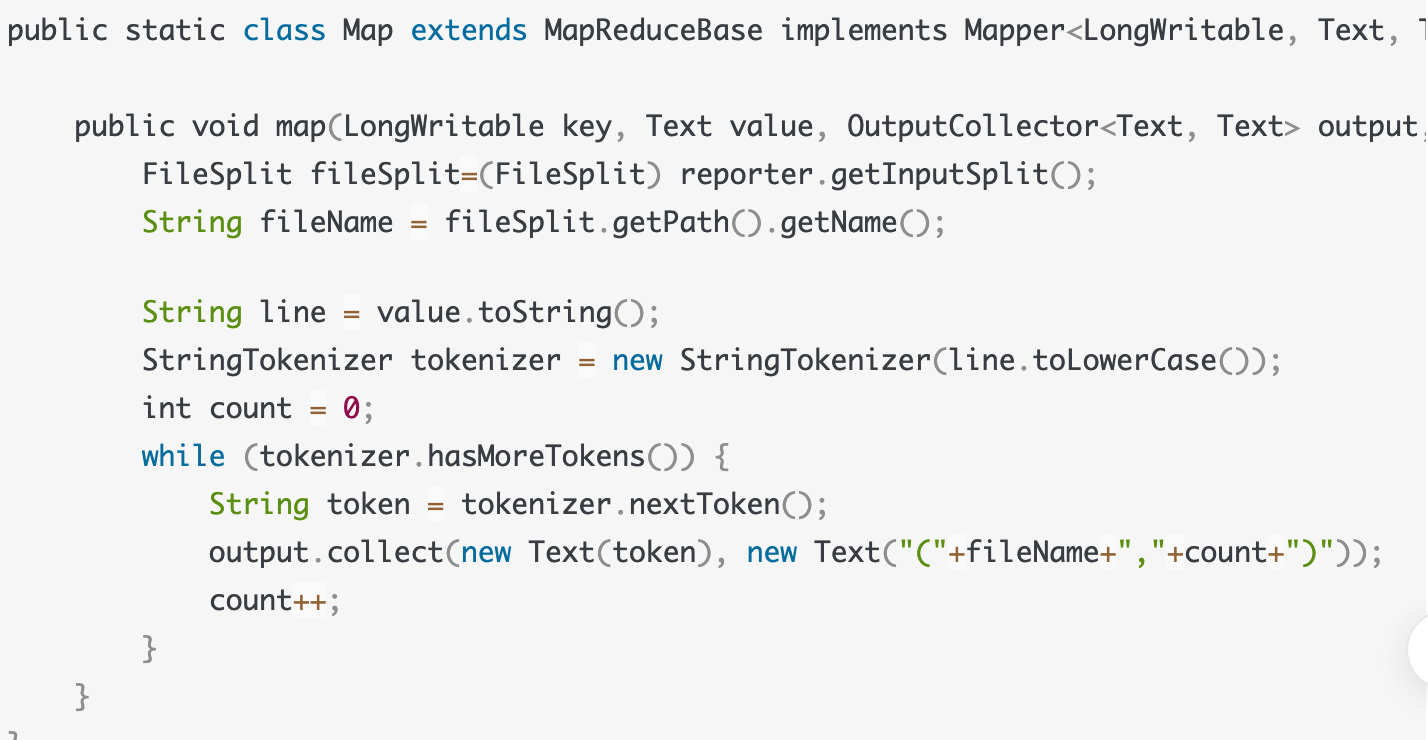 public static class Map extends MapReduceBase implements Mapper<LongWritable, Text,
public void map(LongWritable key, Text value, OutputCollector<Text, Text> output,
FileSplit fileSplit=(FileSplit) reporter.getInputSplit();
String fileName = fileSplit.getPath().getName();
String line = value.toString();
StringTokenizer tokenizer = new StringTokenizer(line.toLowerCase());
int count = 0;
while (tokenizer.hasMoreTokens()) {
String token = tokenizer.nextToken();
output.collect(new Text(token), new Text("("+fileName+","+count+")"));
count++;
}
}
}